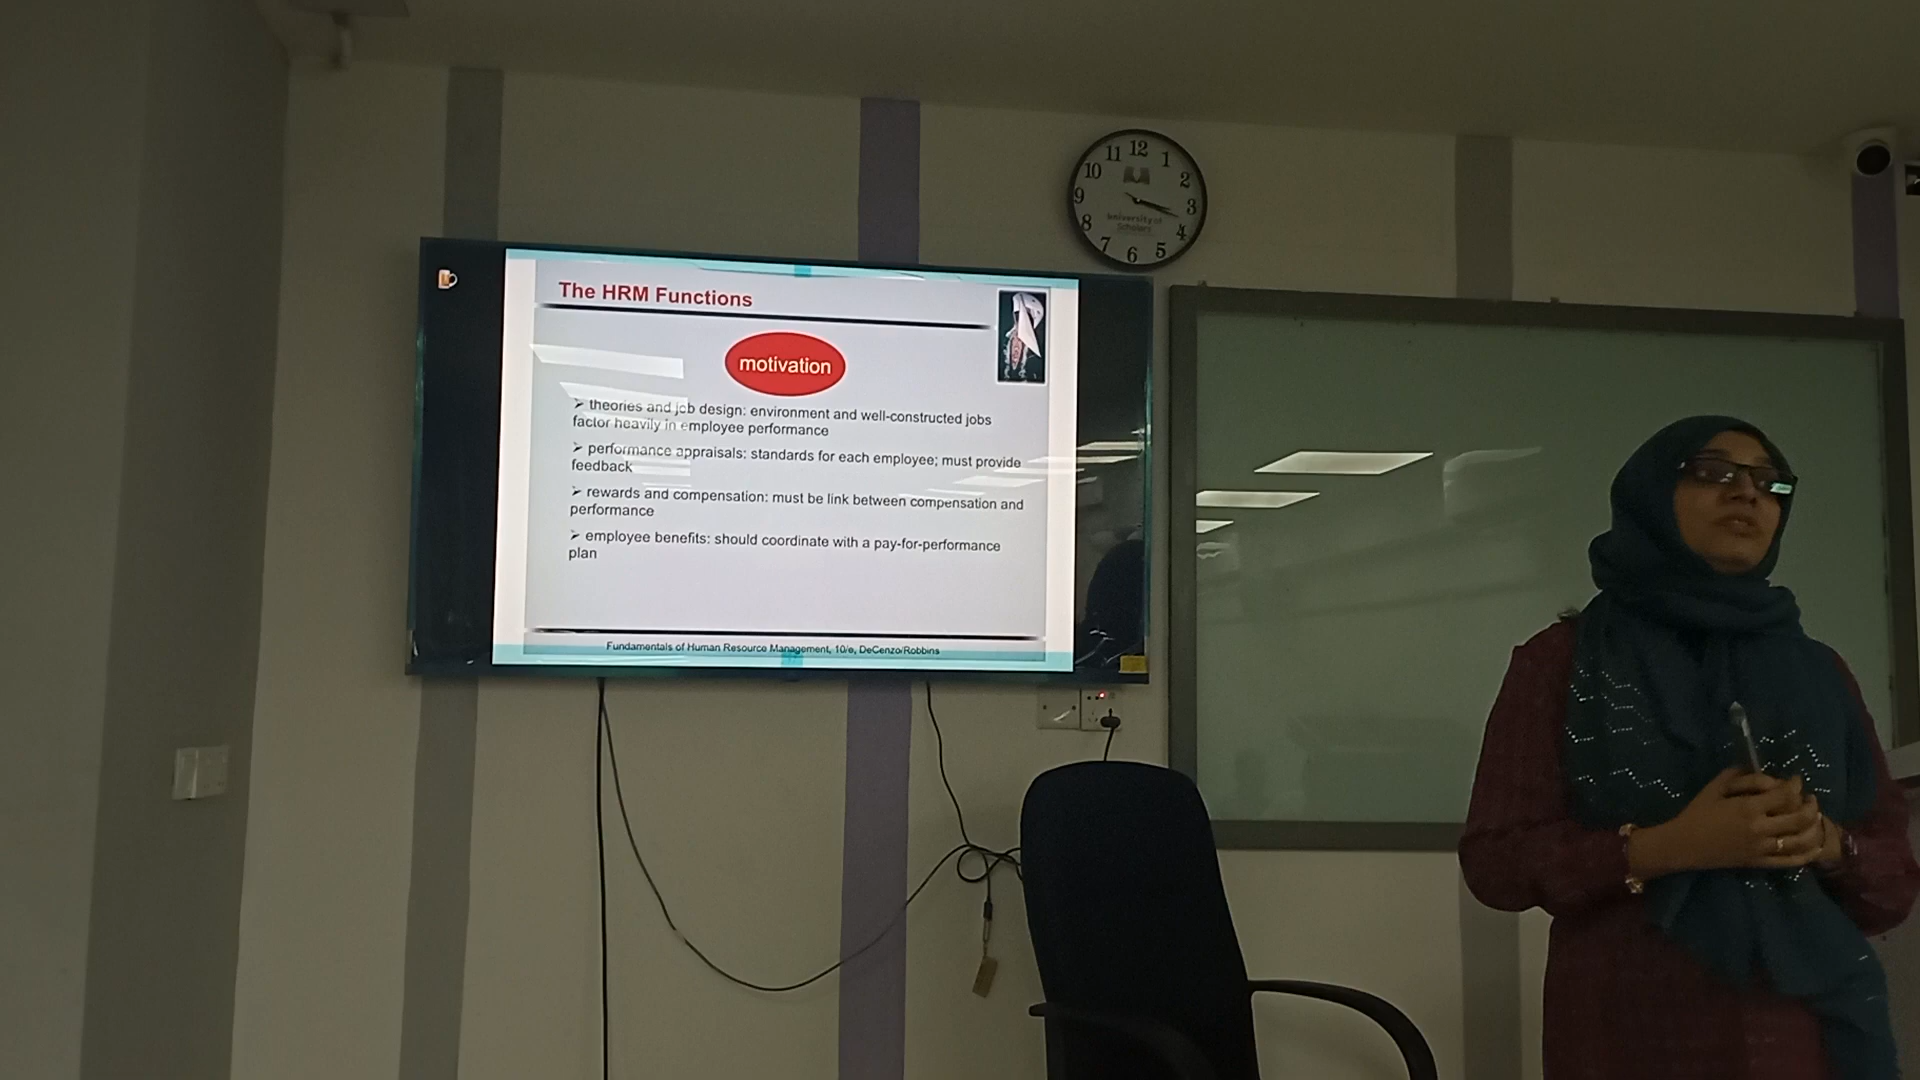 12
11
1
10
2
9
3
8
4
7
5
6
University of
Scholars
The HRM Functions
motivation
➢ theories and job design: environment and well-constructed jobs
factor heavily in employee performance
➢ performance appraisals: standards for each employee; must provide
feedback
➢ rewards and compensation: must be link between compensation and
performance
➢ employee benefits: should coordinate with a pay-for-performance
plan
Fundamentals of Human Resource Management, 10/e, DeCenzo/Robbins